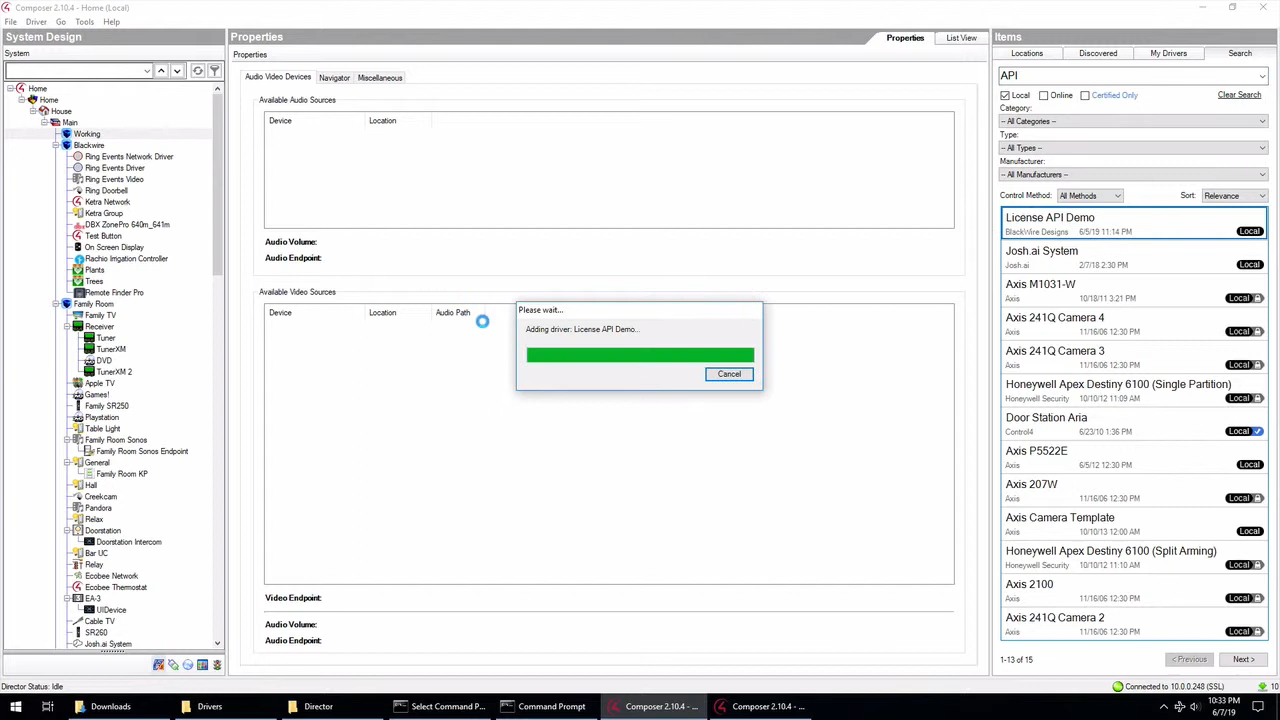 Composer 2.10.4 - Home (Local)
File Driver Go Tools Help
System Design
System
Home
Home
House
Main
Working
Blackwire
Ring Events Network Driver
Ring Events Driver
Ring Events Video
Ring Doorbell
Ketra Network
Ketra Group
DBX ZonePro 640m_641m
Test Button
On Screen Display
Rachio Irrigation Controller
Plants
Trees
Remote Finder Pro
Family Room
Family TV
Receiver
Tuner
TunerXM
DVD
TunerXM 2
Apple TV
Games!
Family SR250
Playstation
Table Light
Family Room Sonos
Family Room Sonos Endpoint
General
Family Room KP
Hall
Creekcam
Pandora
Relax
Doorstation
Doorstation Intercom
Bar UC
Relay
Ecobee Network
Ecobee Thermostat
EA-3
UIDevice
Cable TV
SR260
Josh.ai System
Director Status: Idle
Properties
Properties List View
Properties
Audio Video Devices Navigator Miscellaneous
Available Audio Sources
Device Location
Audio Volume:
Audio Endpoint:
Available Video Sources
Device Location Audio Path
Please wait...
Adding driver: License API Demo...
Cancel
Video Endpoint:
Audio Volume:
Audio Endpoint:
Items
Locations Discovered My Drivers Search
API
Local Online Certified Only Clear Search
Category:
-- All Categories --
Type:
-- All Types --
Manufacturer:
-- All Manufacturers --
Control Method: All Methods Sort: Relevance
License API Demo
BlackWire Designs 6/5/19 11:14 PM Local
Josh.ai System
Josh.ai 2/7/18 2:30 PM Local
Axis M1031-W
Axis 10/18/11 3:21 PM Local
Axis 241Q Camera 4
Axis 11/16/06 12:30 PM Local
Axis 241Q Camera 3
Axis 11/16/06 12:30 PM Local
Honeywell Apex Destiny 6100 (Single Partition)
Honeywell Security 10/10/12 11:09 AM Local
Door Station Aria
Control4 6/23/10 1:36 PM Local
Axis P5522E
Axis 6/5/12 12:30 PM Local
Axis 207W
Axis 11/16/06 12:30 PM Local
Axis Camera Template
Axis 10/10/13 12:00 AM Local
Honeywell Apex Destiny 6100 (Split Arming)
Honeywell Security 10/10/12 11:10 AM Local
Axis 2100
Axis 11/16/06 12:30 PM Local
Axis 241Q Camera 2
Axis 11/16/06 12:30 PM Local
1-13 of 15 < Previous Next >
Connected to 10.0.0.248 (SSL) 10
Downloads Drivers Director Select Command P... Command Prompt Composer 2.10.4 - ... Composer 2.10.4 - ...
10:33 PM
6/7/19